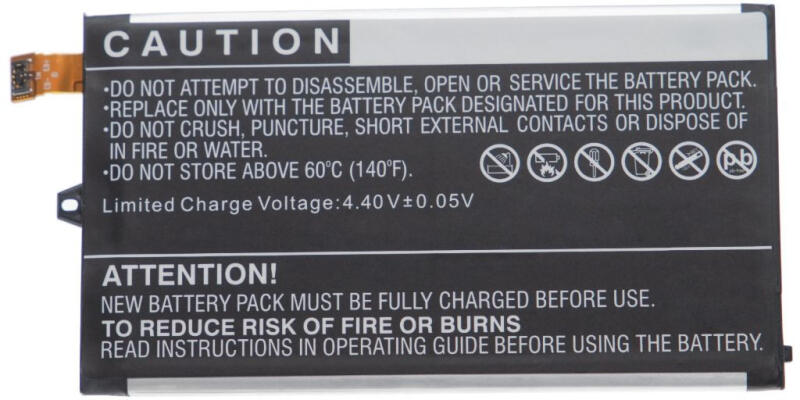 CAUTION
•DO NOT ATTEMPT TO DISASSEMBLE, OPEN OR SERVICE THE BATTERY PACK.
•REPLACE ONLY WITH THE BATTERY PACK DESIGNATED FOR THIS PRODUCT.
•DO NOT CRUSH, PUNCTURE, SHORT EXTERNAL CONTACTS OR DISPOSE OF
IN FIRE OR WATER.
•DO NOT STORE ABOVE 60°C (140°F).
Pb
Limited Charge Voltage:4.40V±0.05V
ATTENTION!
NEW BATTERY PACK MUST BE FULLY CHARGED BEFORE USE.
TO REDUCE RISK OF FIRE OR BURNS
READ INSTRUCTIONS IN OPERATING GUIDE BEFORE USING THE BATTERY.